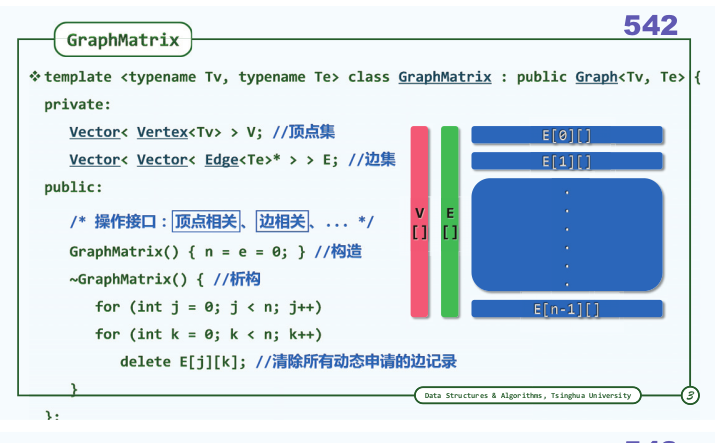 542
GraphMatrix
❖template <typename Tv, typename Te> class GraphMatrix : public Graph<Tv, Te> {
private:
Vector< Vertex<Tv> > V; //顶点集
Vector< Vector< Edge<Te>* > > E; //边集
public:
/* 操作接口：顶点相关、边相关、... */
GraphMatrix() { n = e = 0; } //构造
~GraphMatrix() { //析构
for (int j = 0; j < n; j++)
for (int k = 0; k < n; k++)
delete E[j][k]; //清除所有动态申请的边记录
}
};
V
[]
E
[]
E[0][]
E[1][]
.
.
.
.
.
.
E[n-1][]
Data Structures & Algorithms, Tsinghua University
3